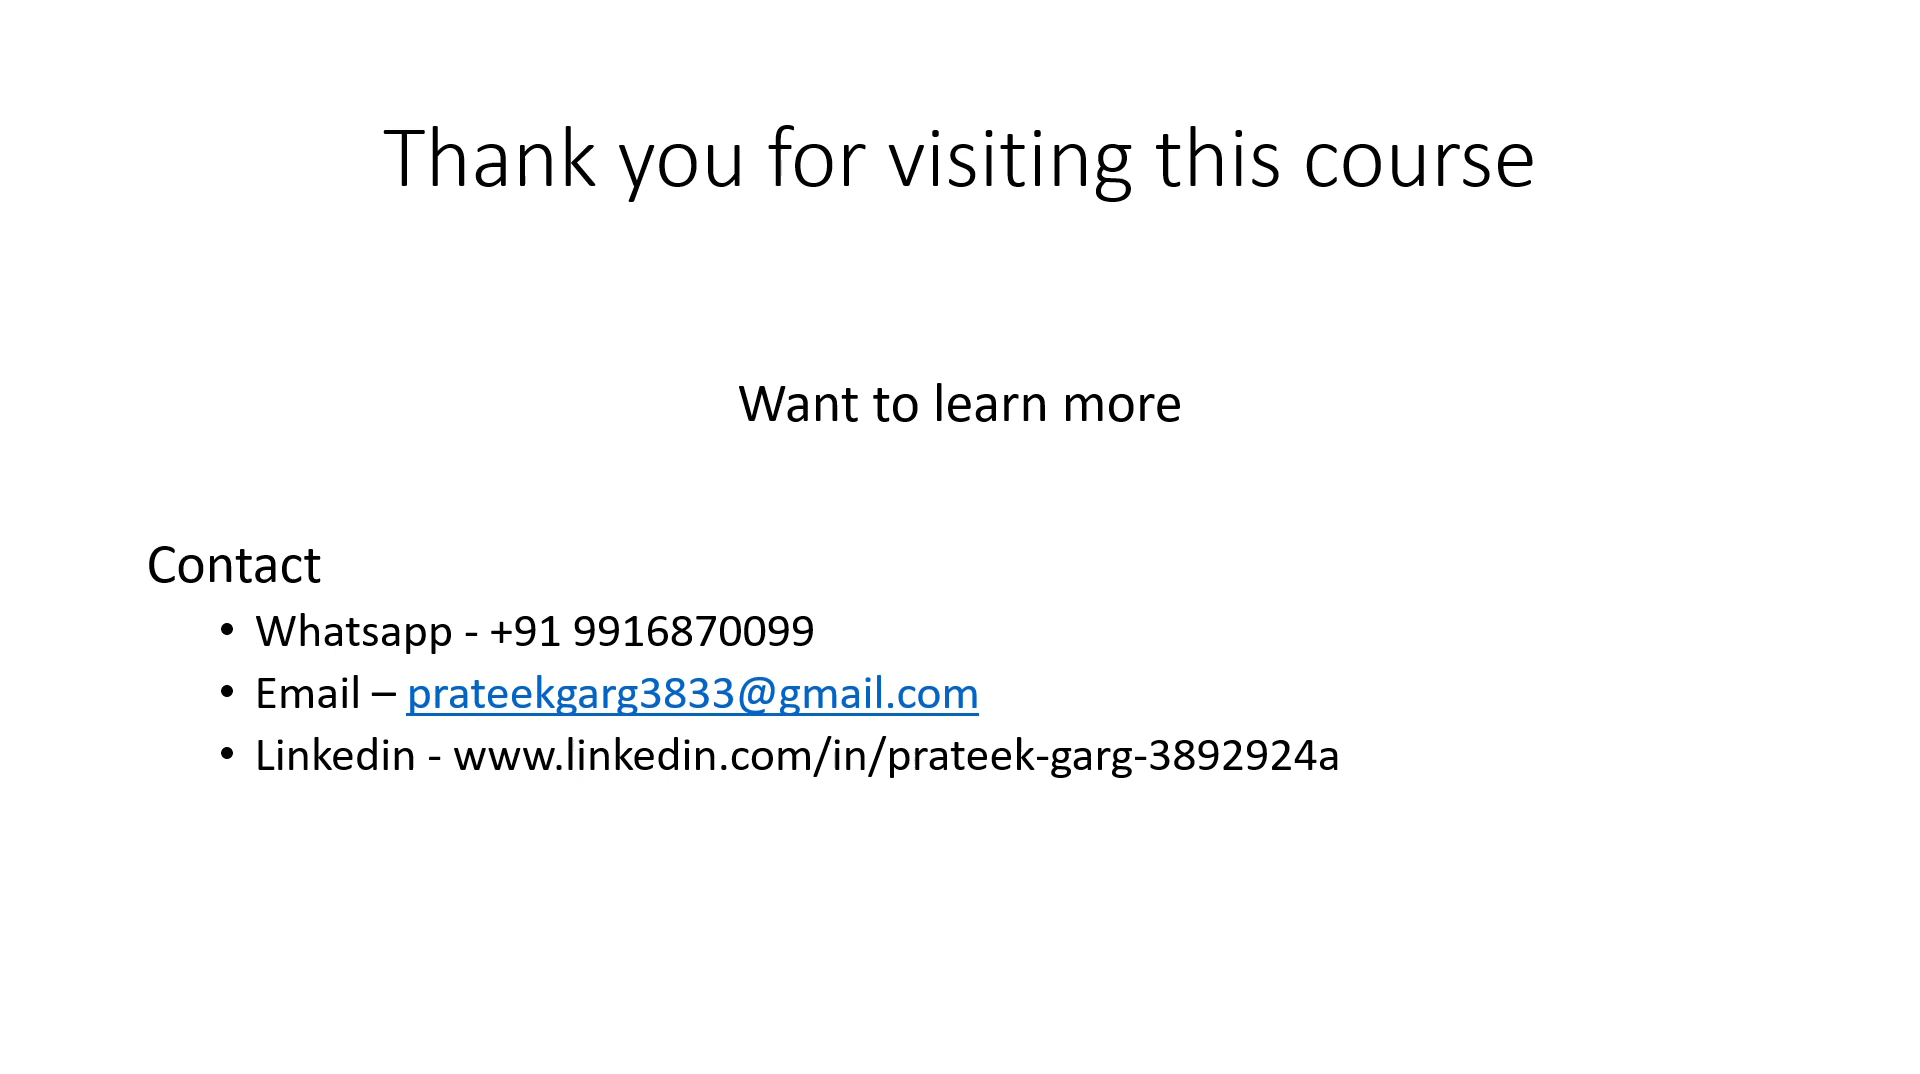 Thank you for visiting this course
Want to learn more
Contact
• Whatsapp - +91 9916870099
• Email – prateekgarg3833@gmail.com
• Linkedin - www.linkedin.com/in/prateek-garg-3892924a